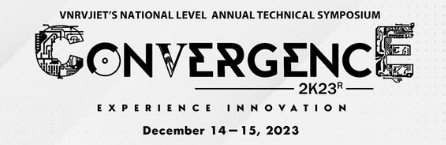 VNRVJIET'S NATIONAL LEVEL ANNUAL TECHNICAL SYMPOSIUM
CONVERGENCE
2K23R
EXPERIENCE INNOVATION
December 14—15, 2023